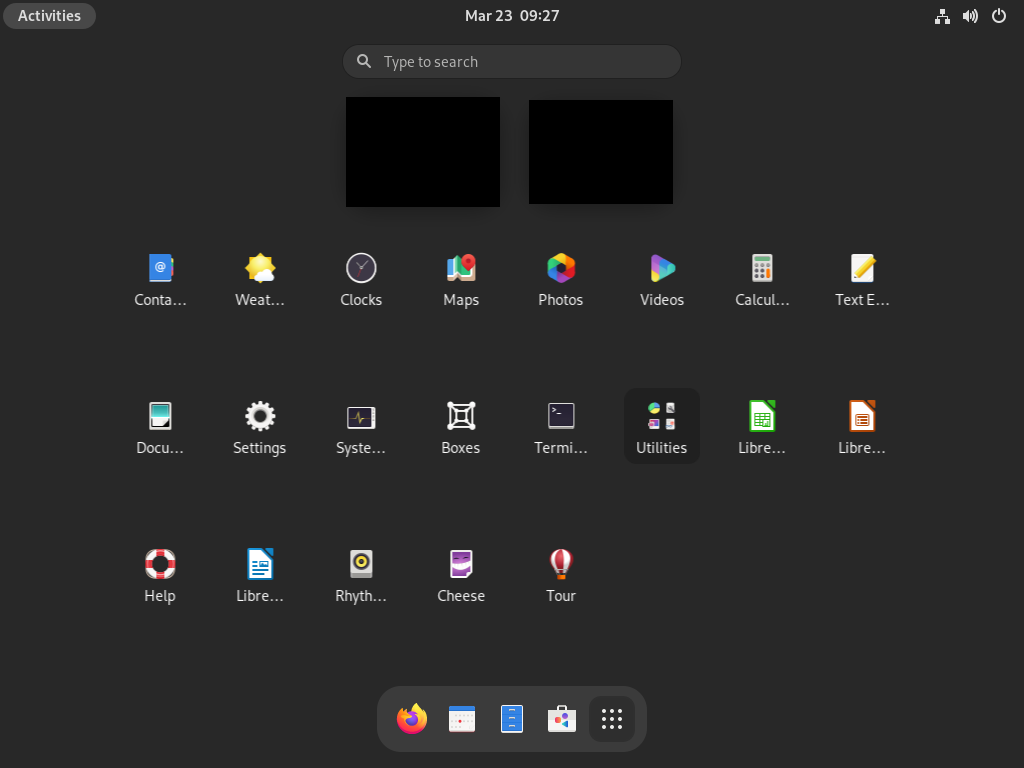 Activities
Mar 23 09:27
Type to search
Conta...
Weat...
Clocks
Maps
Photos
Videos
Calcul...
Text E...
Docu...
Settings
Syste...
Boxes
Termi...
Utilities
Libre...
Libre...
Help
Libre...
Rhyth...
Cheese
Tour